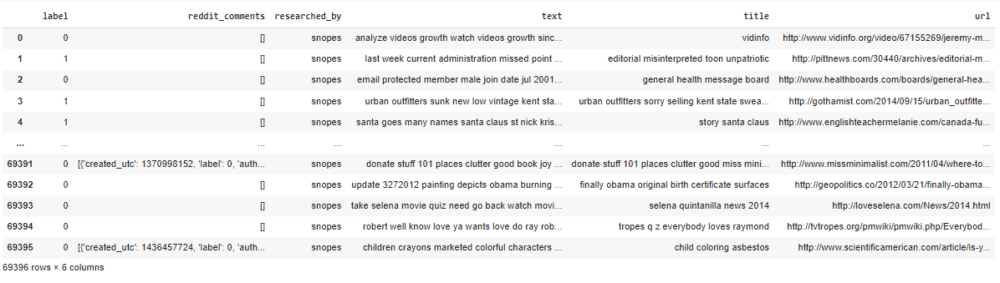 label reddit_comments researched_by text title url
0 0 [] snopes analyze videos growth watch videos growth sinc... vidinfo http://www.vidinfo.org/video/67155269/jeremy-m...
1 1 [] snopes last week current administration missed point ... editorial misinterpreted toon unpatriotic http://pittnews.com/30440/archives/editorial-m...
2 0 [] snopes email protected member male join date jul 2001... general health message board http://www.healthboards.com/boards/general-hea...
3 1 [] snopes urban outfitters sunk new low vintage kent sta... urban outfitters sorry selling kent state swea... http://gothamist.com/2014/09/15/urban_outfitte...
4 1 [] snopes santa goes many names santa claus st nick kris... story santa claus http://www.englishteachermelanie.com/canada-fu...
... ... ... ... ... ... ...
69391 0 [{'created_utc': 1370998152, 'label': 0, 'auth... snopes donate stuff 101 places clutter good book joy ... donate stuff 101 places clutter good miss mini... http://www.missminimalist.com/2011/04/where-to...
69392 0 [] snopes update 3272012 painting depicts obama burning ... finally obama original birth certificate surfaces http://geopolitics.co/2012/03/21/finally-obama...
69393 0 [] snopes take selena movie quiz need go back watch movi... selena quintanilla news 2014 http://loveselena.com/News/2014.html
69394 0 [] snopes robert well know love ya wants love do ray rob... tropes q z everybody loves raymond http://tvtropes.org/pmwiki/pmwiki.php/Everybod...
69395 0 [{'created_utc': 1436457724, 'label': 0, 'auth... snopes children crayons marketed colorful characters ... child coloring asbestos http://www.scientificamerican.com/article/is-y...
69396 rows × 6 columns